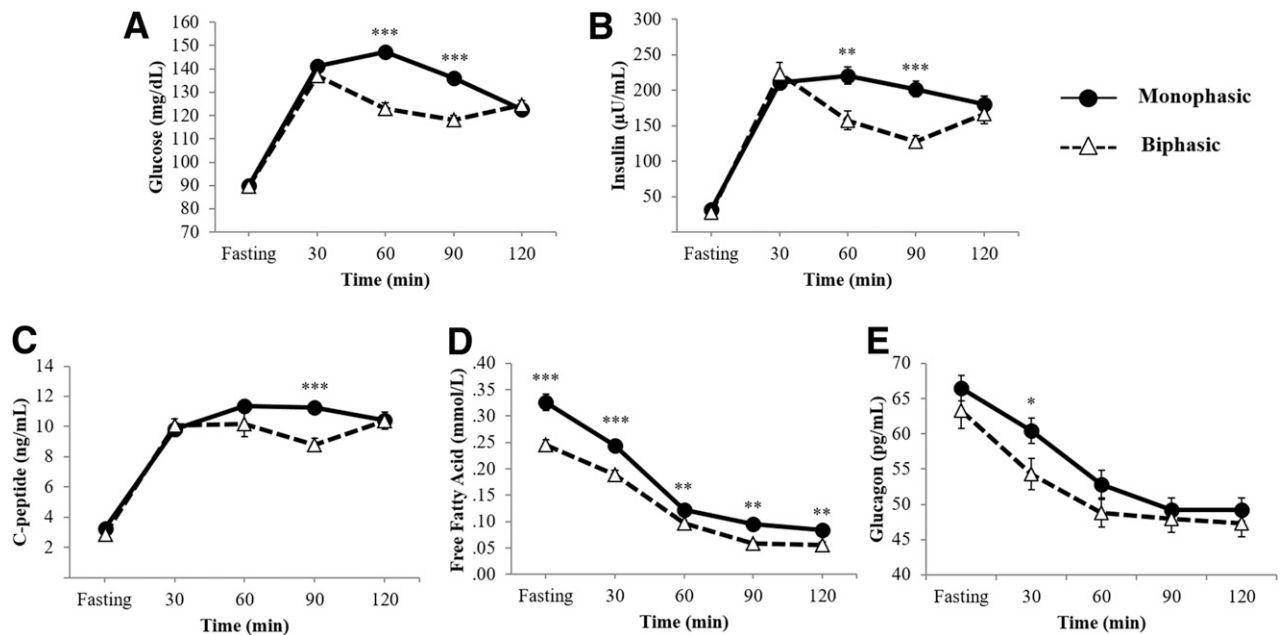 A
Glucose (mg/dL)
160
150
140
130
120
110
100
90
80
70
***
***
Fasting 30 60 90 120
Time (min)
B
Insulin (µU/mL)
300
250
200
150
100
50
**
***
Fasting 30 60 90 120
Time (min)
Monophasic
Biphasic
C
C-peptide (ng/mL)
14
12
10
8
6
4
2
***
Fasting 30 60 90 120
Time (min)
D
Free Fatty Acid (mmol/L)
.40
.35
.30
.25
.20
.15
.10
.05
.00
***
***
**
**
**
Fasting 30 60 90 120
Time (min)
E
Glucagon (pg/mL)
70
65
60
55
50
45
40
*
Fasting 30 60 90 120
Time (min)